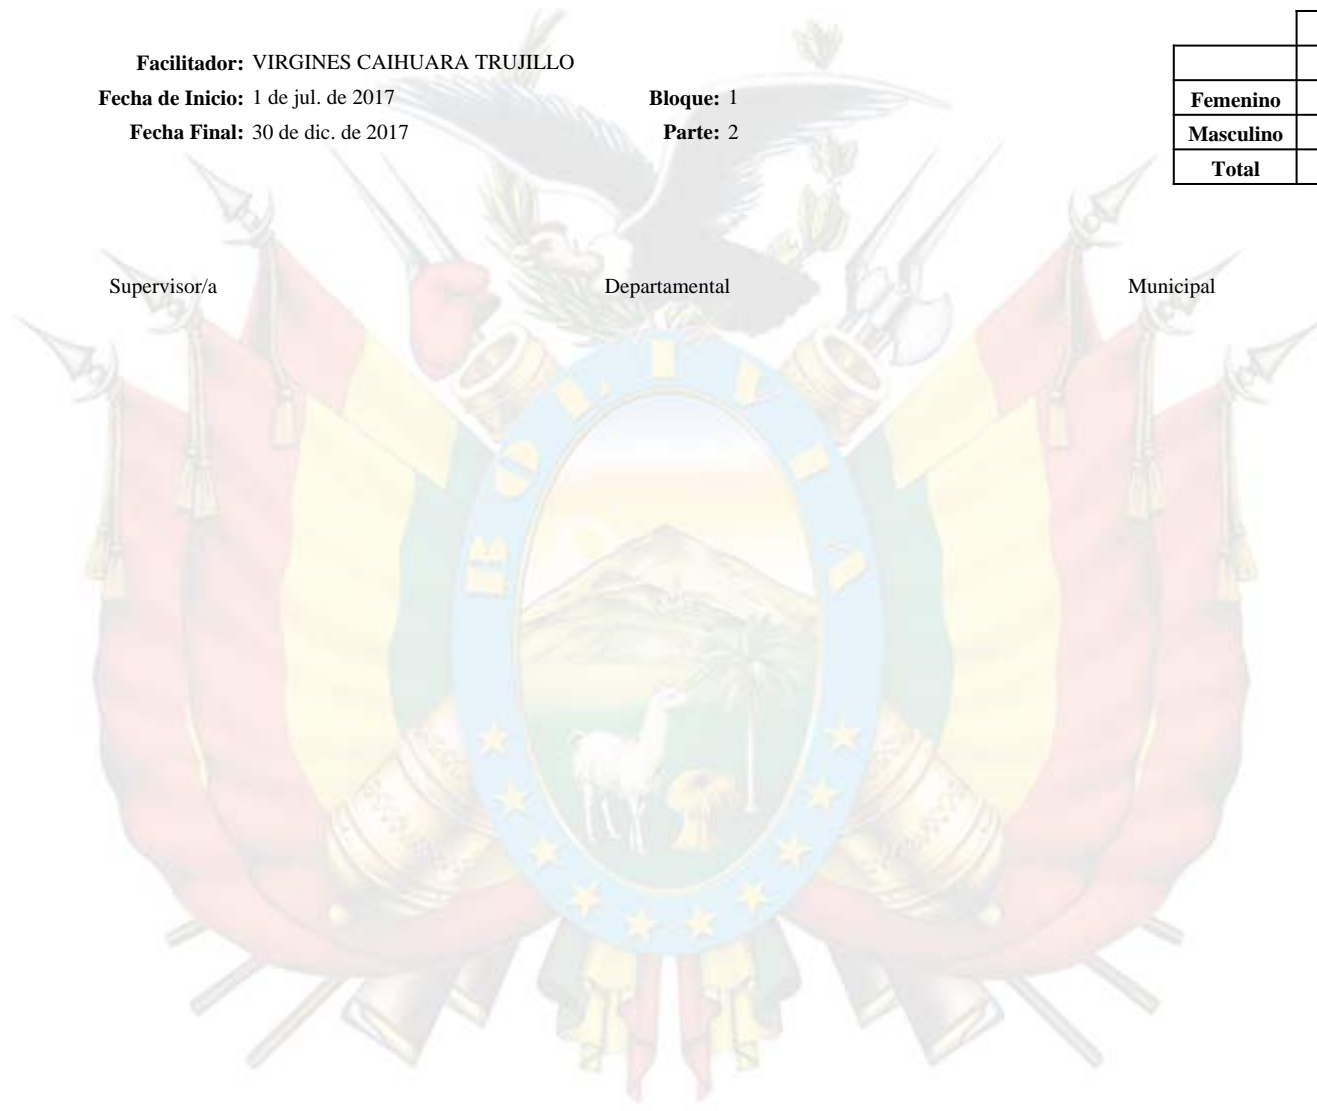 Facilitador: VIRGINES CAIHUARA TRUJILLO
Fecha de Inicio: 1 de jul. de 2017 Bloque: 1
Fecha Final: 30 de dic. de 2017 Parte: 2
Femenino
Masculino
Total
Supervisor/a Departamental Municipal
BOLIVIA